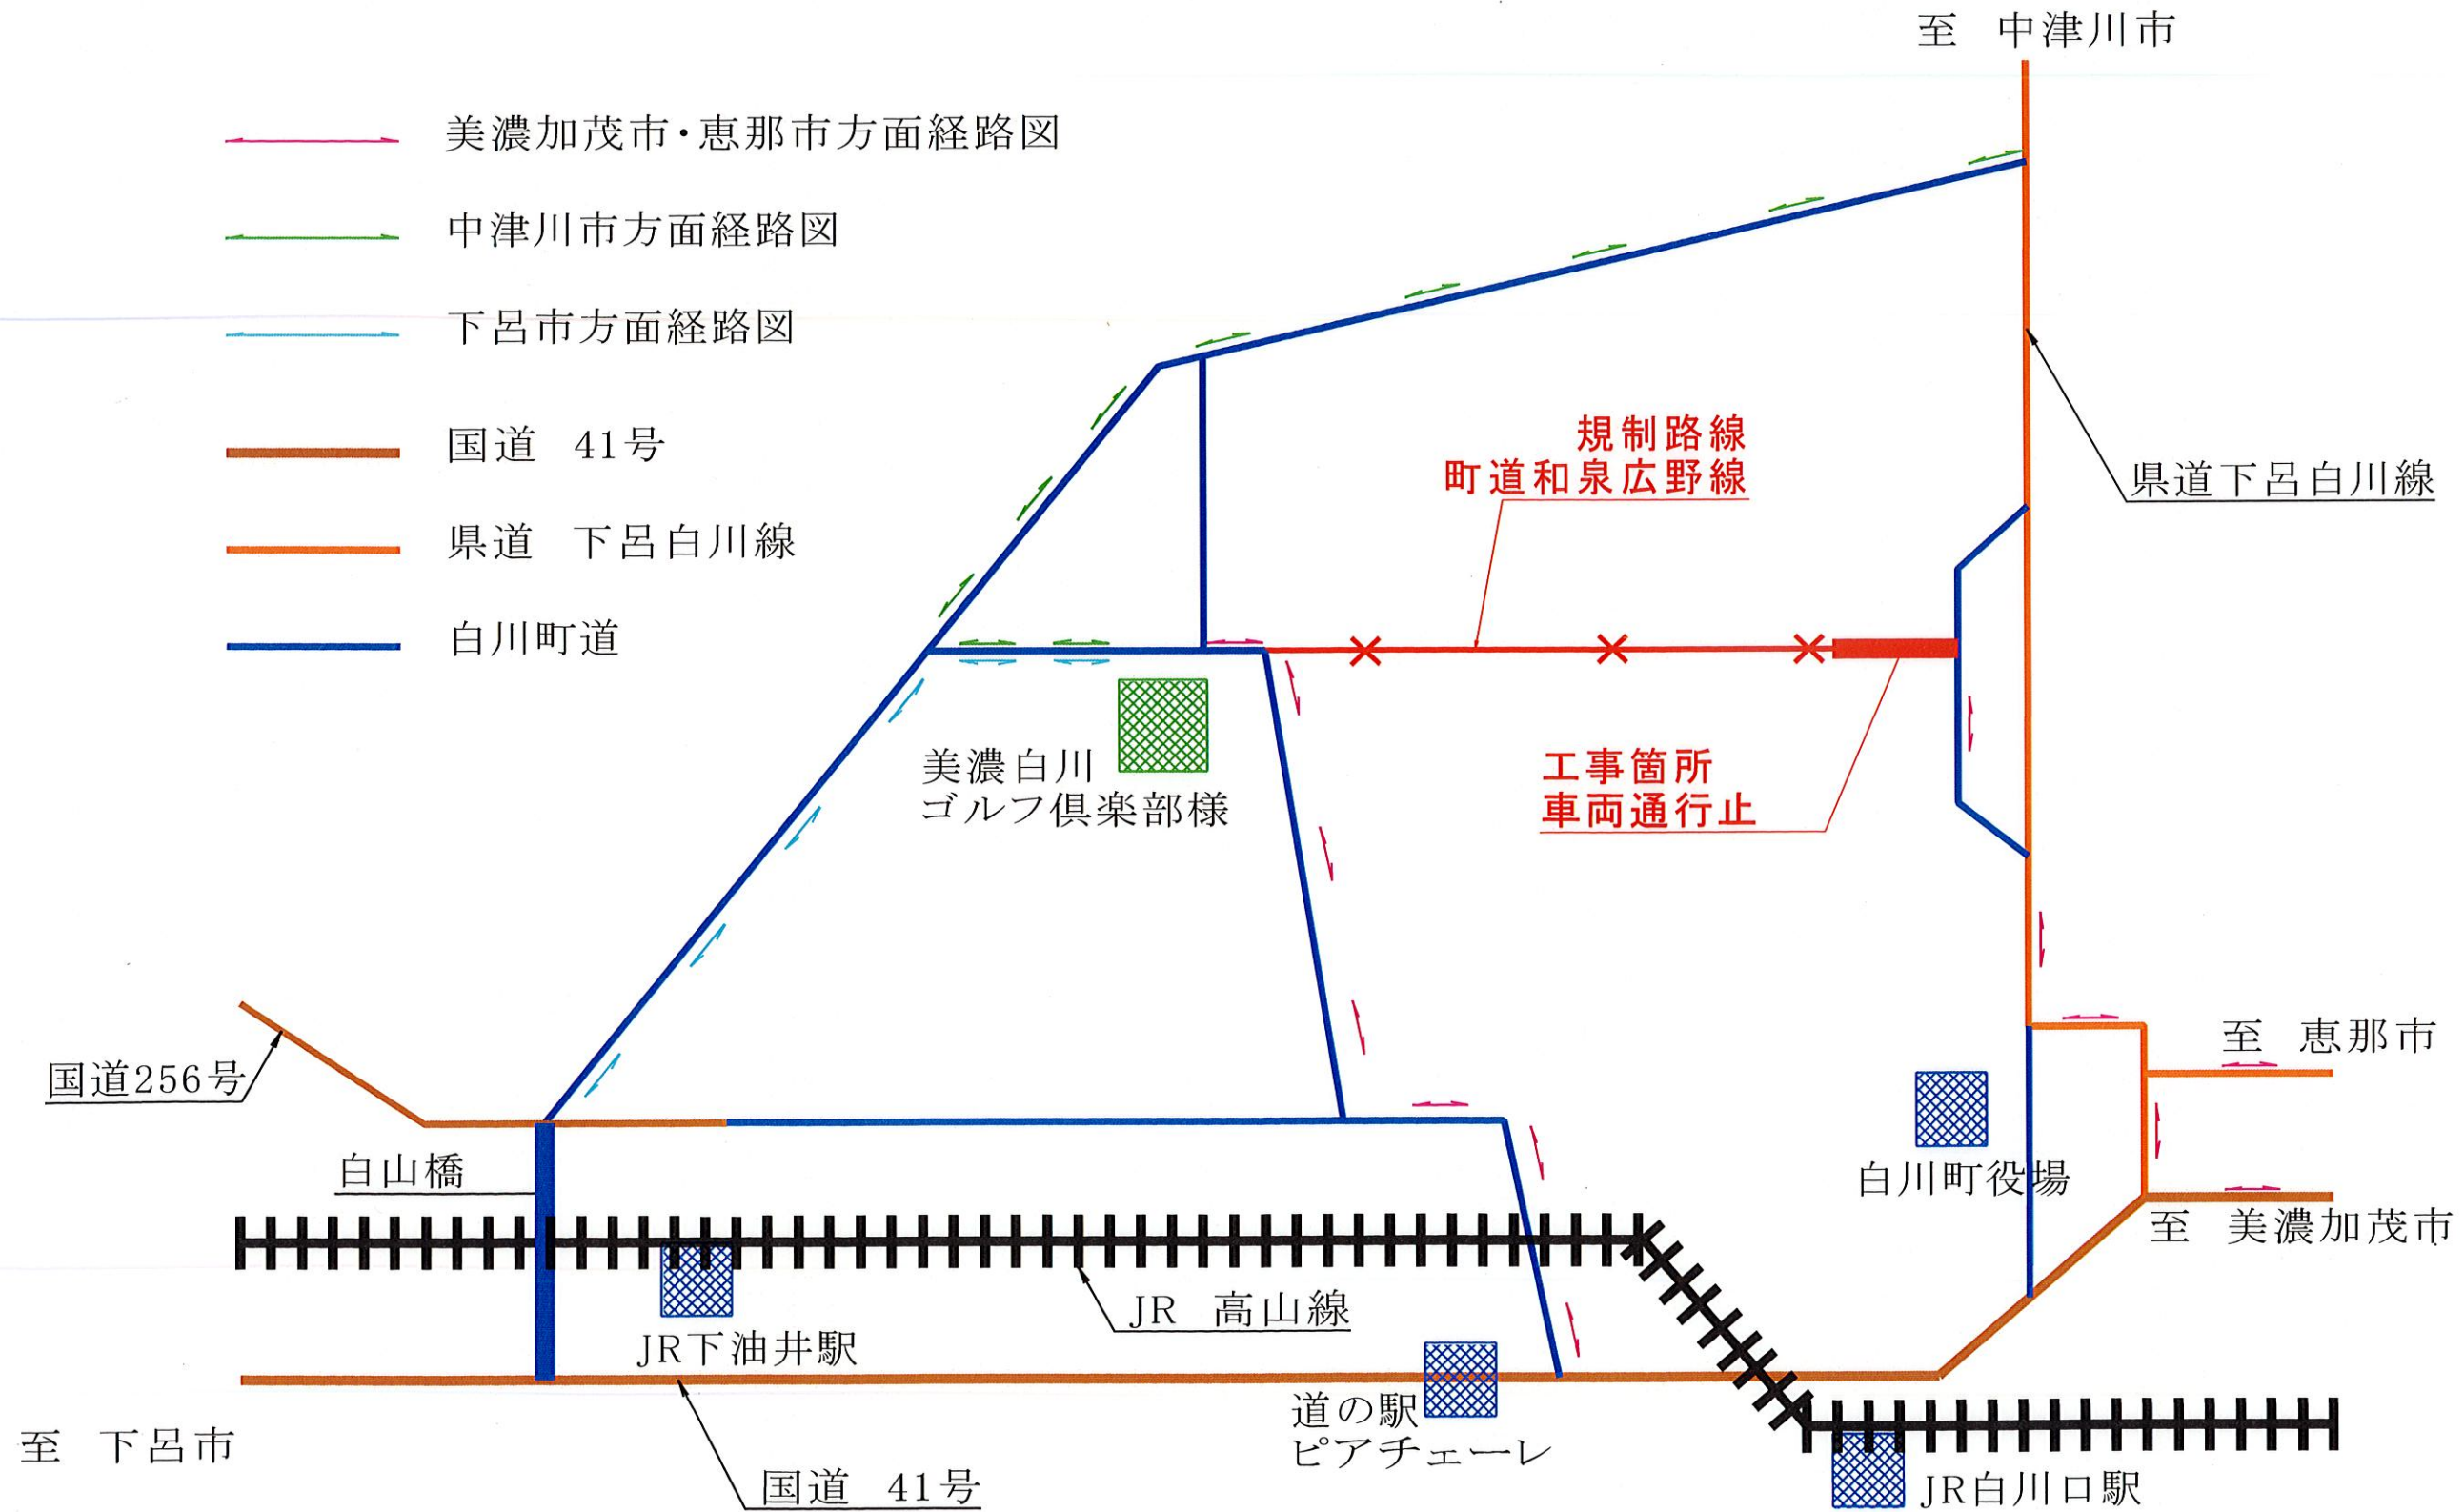 至 中津川市
美濃加茂市・恵那市方面経路図
中津川市方面経路図
下呂市方面経路図
国道 41号
県道 下呂白川線
白川町道
規制路線
町道和泉広野線
県道下呂白川線
美濃白川
ゴルフ倶楽部様
工事箇所
車両通行止
国道256号
至 恵那市
白山橋
白川町役場
至 美濃加茂市
JR 高山線
JR下油井駅
道の駅
ピアチェーレ
至 下呂市
国道 41号
JR白川口駅